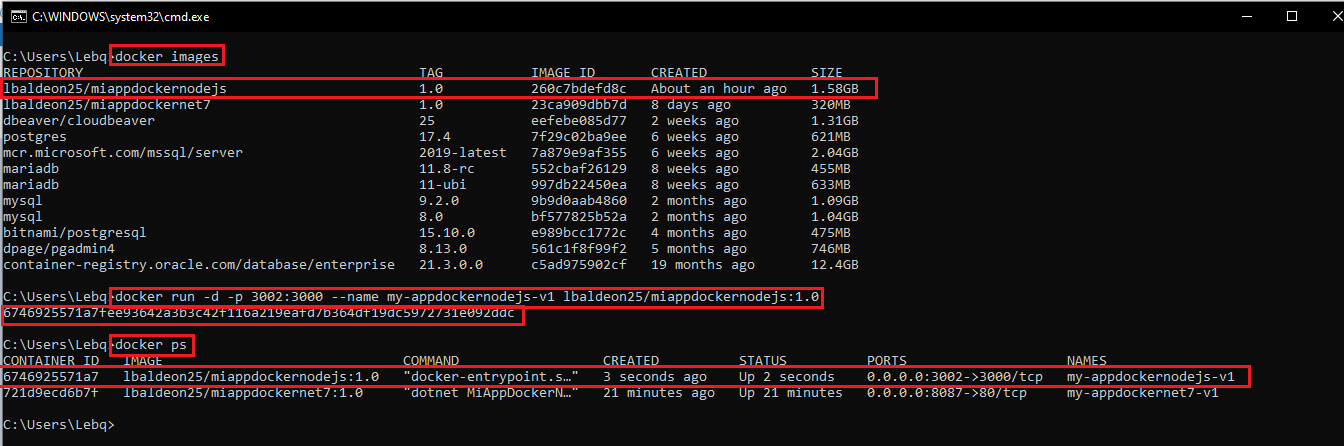 C:\WINDOWS\system32\cmd.exe
C:\Users\Lebq>docker images
REPOSITORY TAG IMAGE ID CREATED SIZE
lbaldeon25/miappdockernodejs 1.0 260c7bdefd8c About an hour ago 1.58GB
lbaldeon25/miappdockernet7 1.0 23ca909dbb7d 8 days ago 320MB
dbeaver/cloudbeaver 25 eefebe085d77 2 weeks ago 1.31GB
postgres 17.4 7f29c02ba9ee 6 weeks ago 621MB
mcr.microsoft.com/mssql/server 2019-latest 7a879e9af355 6 weeks ago 2.04GB
mariadb 11.8-rc 552cbaf26129 8 weeks ago 455MB
mariadb 11-ubi 997db22450ea 8 weeks ago 633MB
mysql 9.2.0 9b9d0aab4860 2 months ago 1.09GB
mysql 8.0 bf577825b52a 2 months ago 1.04GB
bitnami/postgresql 15.10.0 e989bcc1772c 4 months ago 475MB
dpage/pgadmin4 8.13.0 561c1f8f99f2 5 months ago 746MB
container-registry.oracle.com/database/enterprise 21.3.0.0 c5ad975902cf 19 months ago 12.4GB
C:\Users\Lebq>docker run -d -p 3002:3000 --name my-appdockernodejs-v1 lbaldeon25/miappdockernodejs:1.0
6746925571a7fee93642a3b3c42f116a219eafd7b364df19dc5972731e092ddc
C:\Users\Lebq>docker ps
CONTAINER ID IMAGE COMMAND CREATED STATUS PORTS NAMES
6746925571a7 lbaldeon25/miappdockernodejs:1.0 "docker-entrypoint.s…" 3 seconds ago Up 2 seconds 0.0.0.0:3002->3000/tcp my-appdockernodejs-v1
721d9ecd6b7f lbaldeon25/miappdockernet7:1.0 "dotnet MiAppDockerN…" 21 minutes ago Up 21 minutes 0.0.0.0:8087->80/tcp my-appdockernet7-v1
C:\Users\Lebq>